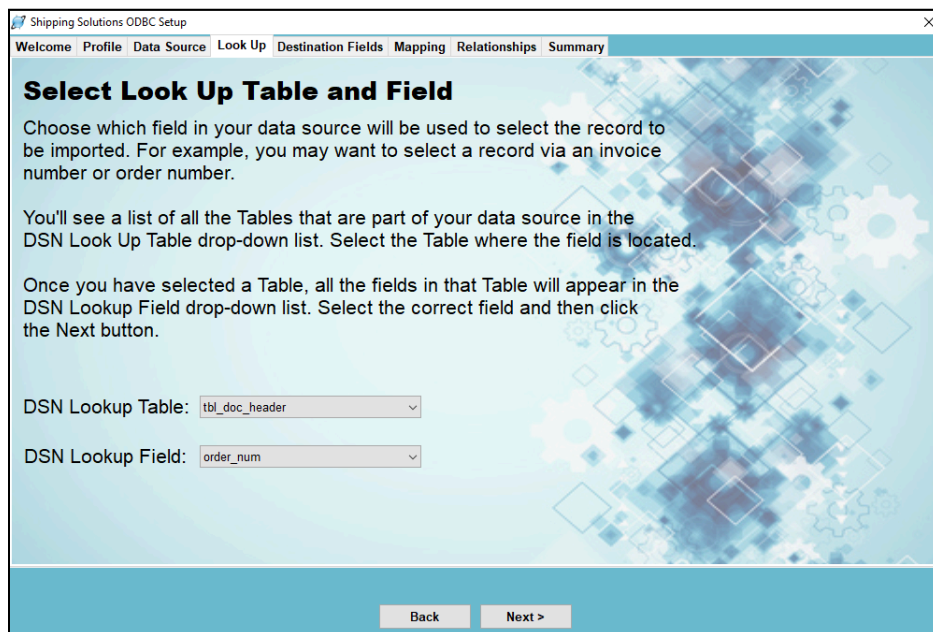 Shipping Solutions ODBC Setup
Welcome Profile Data Source Look Up Destination Fields Mapping Relationships Summary
Select Look Up Table and Field
Choose which field in your data source will be used to select the record to
be imported. For example, you may want to select a record via an invoice
number or order number.
You'll see a list of all the Tables that are part of your data source in the
DSN Look Up Table drop-down list. Select the Table where the field is located.
Once you have selected a Table, all the fields in that Table will appear in the
DSN Lookup Field drop-down list. Select the correct field and then click
the Next button.
DSN Lookup Table: tbl_doc_header
DSN Lookup Field: order_num
Back Next >